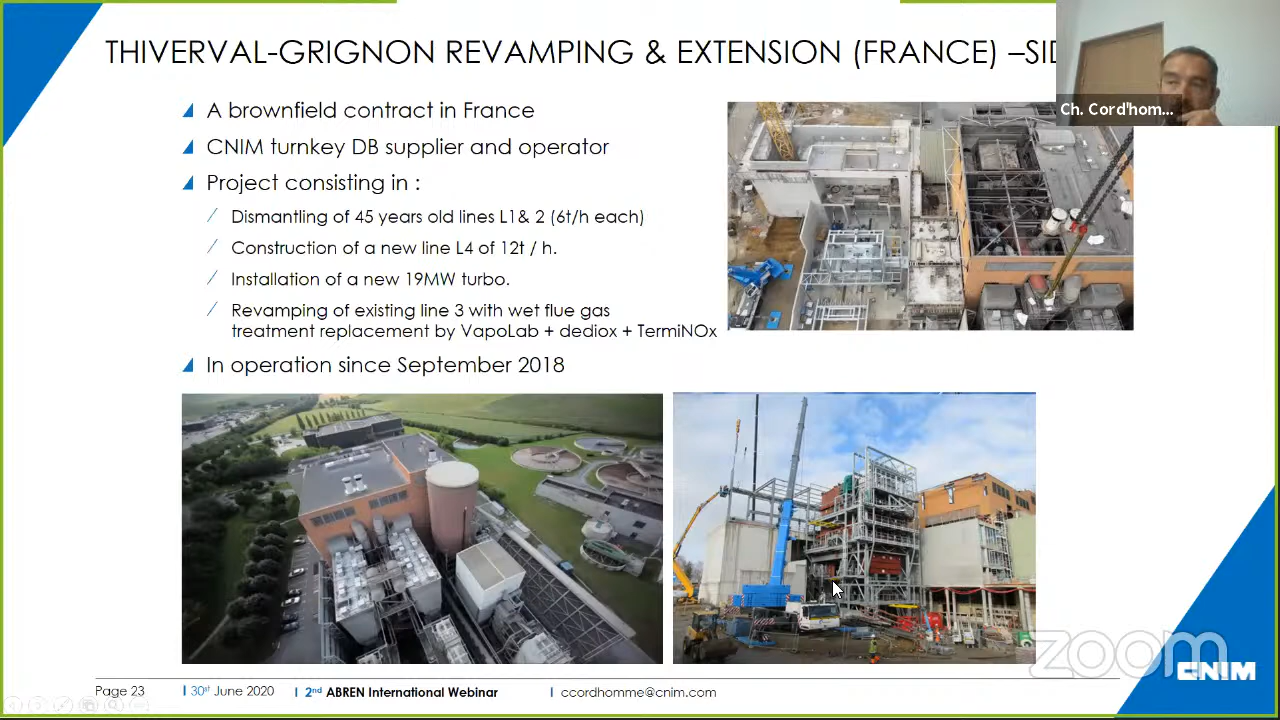 THIVERVAL-GRIGNON REVAMPING & EXTENSION (FRANCE) –SID
Ch. Cord'hom...
A brownfield contract in France
CNIM turnkey DB supplier and operator
Project consisting in :
Dismantling of 45 years old lines L1& 2 (6t/h each)
Construction of a new line L4 of 12t / h.
Installation of a new 19MW turbo.
Revamping of existing line 3 with wet flue gas
treatment replacement by VapoLab + dediox + TermiNOx
In operation since September 2018
zoom
CNIM
Page 23
30st June 2020
2nd ABREN International Webinar
ccordhomme@cnim.com